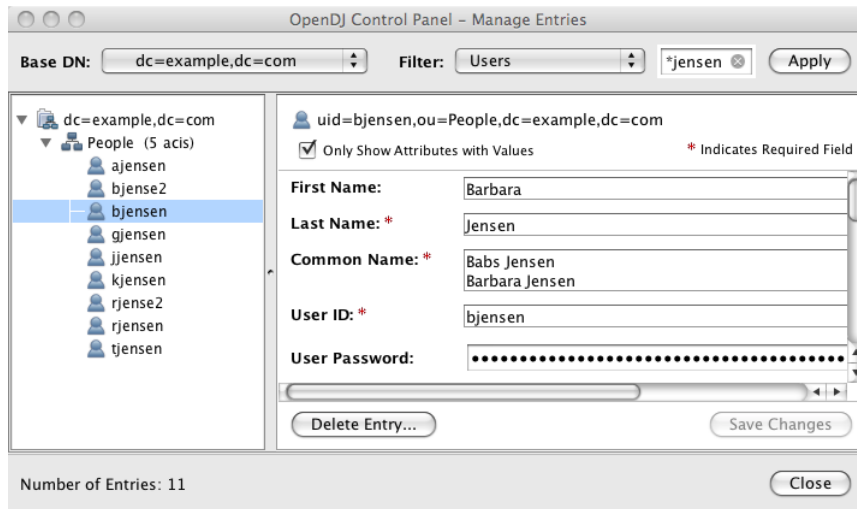 OpenDJ Control Panel – Manage Entries
Base DN: dc=example,dc=com Filter: Users *jensen Apply
dc=example,dc=com
People (5 acis)
ajensen
bjense2
bjensen
gjensen
jjensen
kjensen
rjense2
rjensen
tjensen
uid=bjensen,ou=People,dc=example,dc=com
Only Show Attributes with Values * Indicates Required Field
First Name: Barbara
Last Name: * Jensen
Common Name: * Babs Jensen
Barbara Jensen
User ID: * bjensen
User Password: ••••••••••••••••••••••••••••••••••••••
Delete Entry... Save Changes
Number of Entries: 11 Close